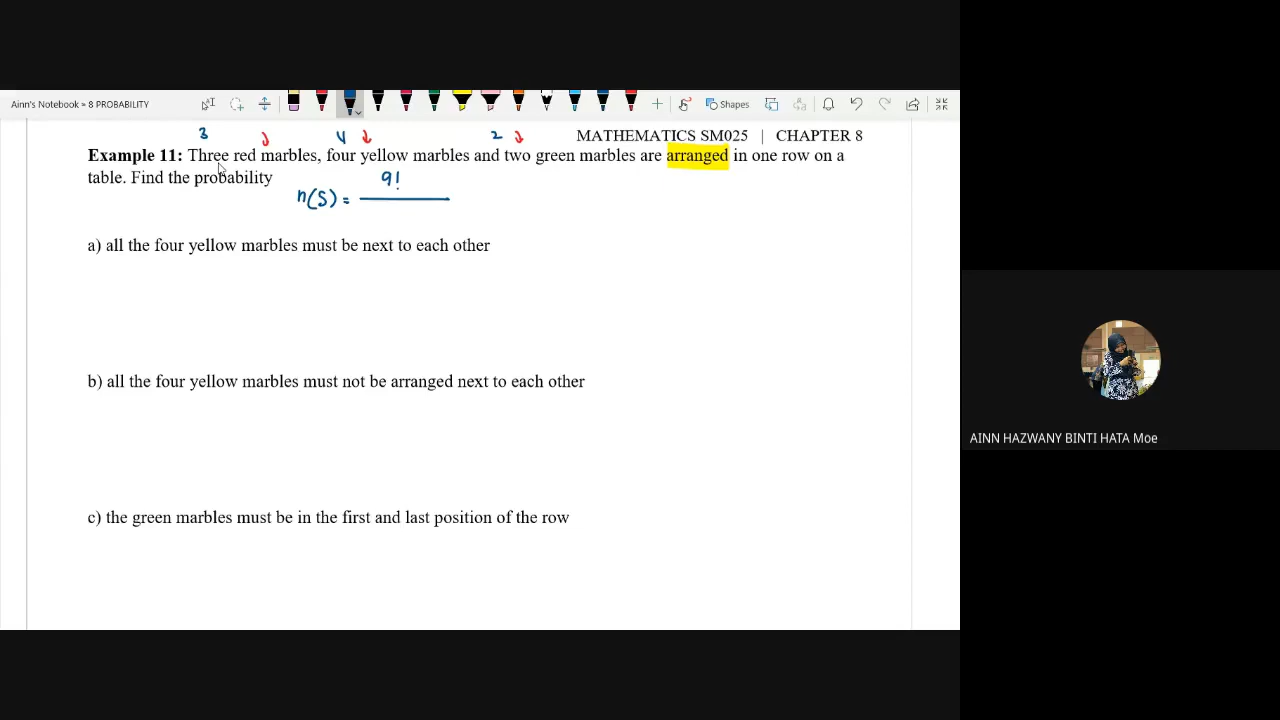 Ainn's Notebook > 8 PROBABILITY
Shapes
3 4 2 MATHEMATICS SM025 | CHAPTER 8
Example 11: Three red marbles, four yellow marbles and two green marbles are arranged in one row on a
table. Find the probability
9!
n(S) =
a) all the four yellow marbles must be next to each other
b) all the four yellow marbles must not be arranged next to each other
c) the green marbles must be in the first and last position of the row
AINN HAZWANY BINTI HATA Moe